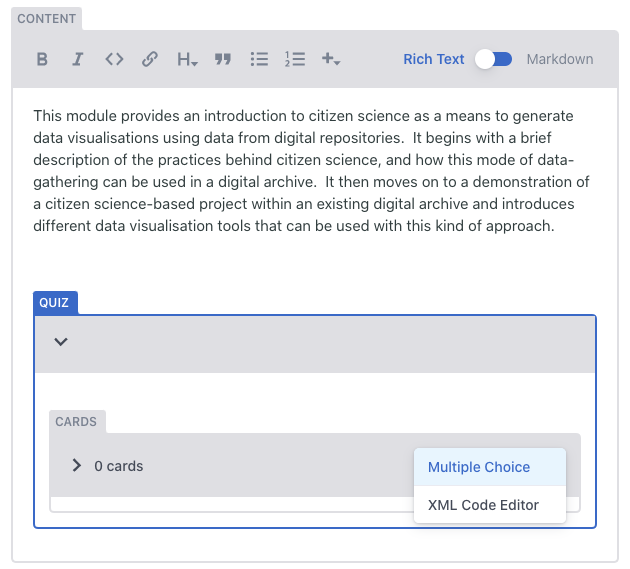 CONTENT
B I <> H Rich Text Markdown
This module provides an introduction to citizen science as a means to generate
data visualisations using data from digital repositories.  It begins with a brief
description of the practices behind citizen science, and how this mode of data-
gathering can be used in a digital archive.  It then moves on to a demonstration of
a citizen science-based project within an existing digital archive and introduces
different data visualisation tools that can be used with this kind of approach.
QUIZ
CARDS
0 cards
Multiple Choice
XML Code Editor